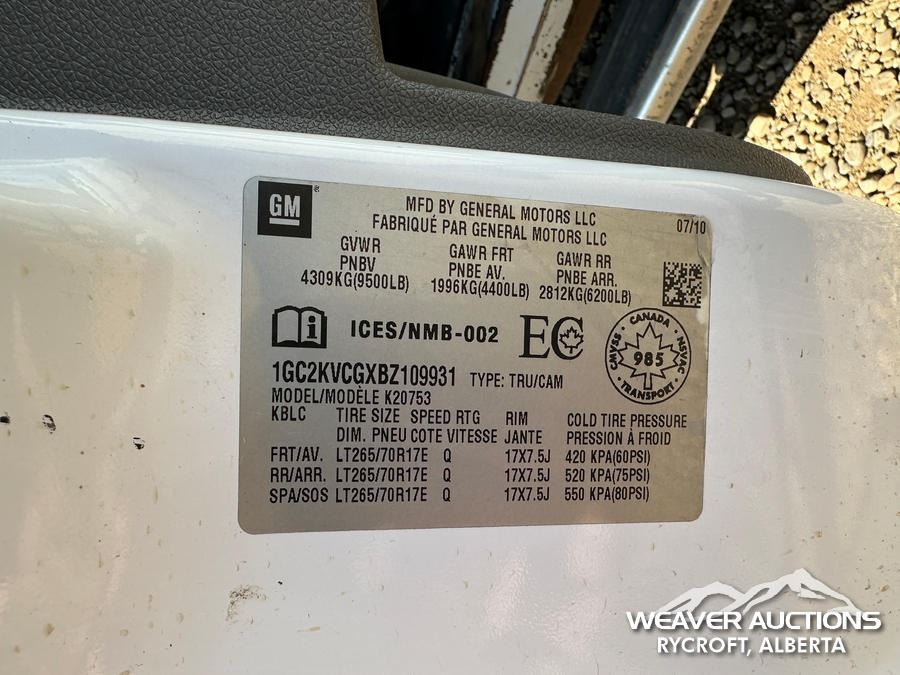 GM
MFD BY GENERAL MOTORS LLC
FABRIQUÉ PAR GENERAL MOTORS LLC
07/10
GVWR GAWR FRT GAWR RR
PNBV PNBE AV. PNBE ARR.
4309KG(9500LB) 1996KG(4400LB) 2812KG(6200LB)
ICES/NMB-002 EC
CANADA
CMVSS 985 NSVAC
TRANSPORT
1GC2KVCGXBZ109931 TYPE: TRU/CAM
MODEL/MODÈLE K20753
KBLC TIRE SIZE SPEED RTG RIM COLD TIRE PRESSURE
DIM. PNEU COTE VITESSE JANTE PRESSION À FROID
FRT/AV. LT265/70R17E Q 17X7.5J 420 KPA(60PSI)
RR/ARR. LT265/70R17E Q 17X7.5J 520 KPA(75PSI)
SPA/SOS LT265/70R17E Q 17X7.5J 550 KPA(80PSI)
WEAVER AUCTIONS
RYCROFT, ALBERTA